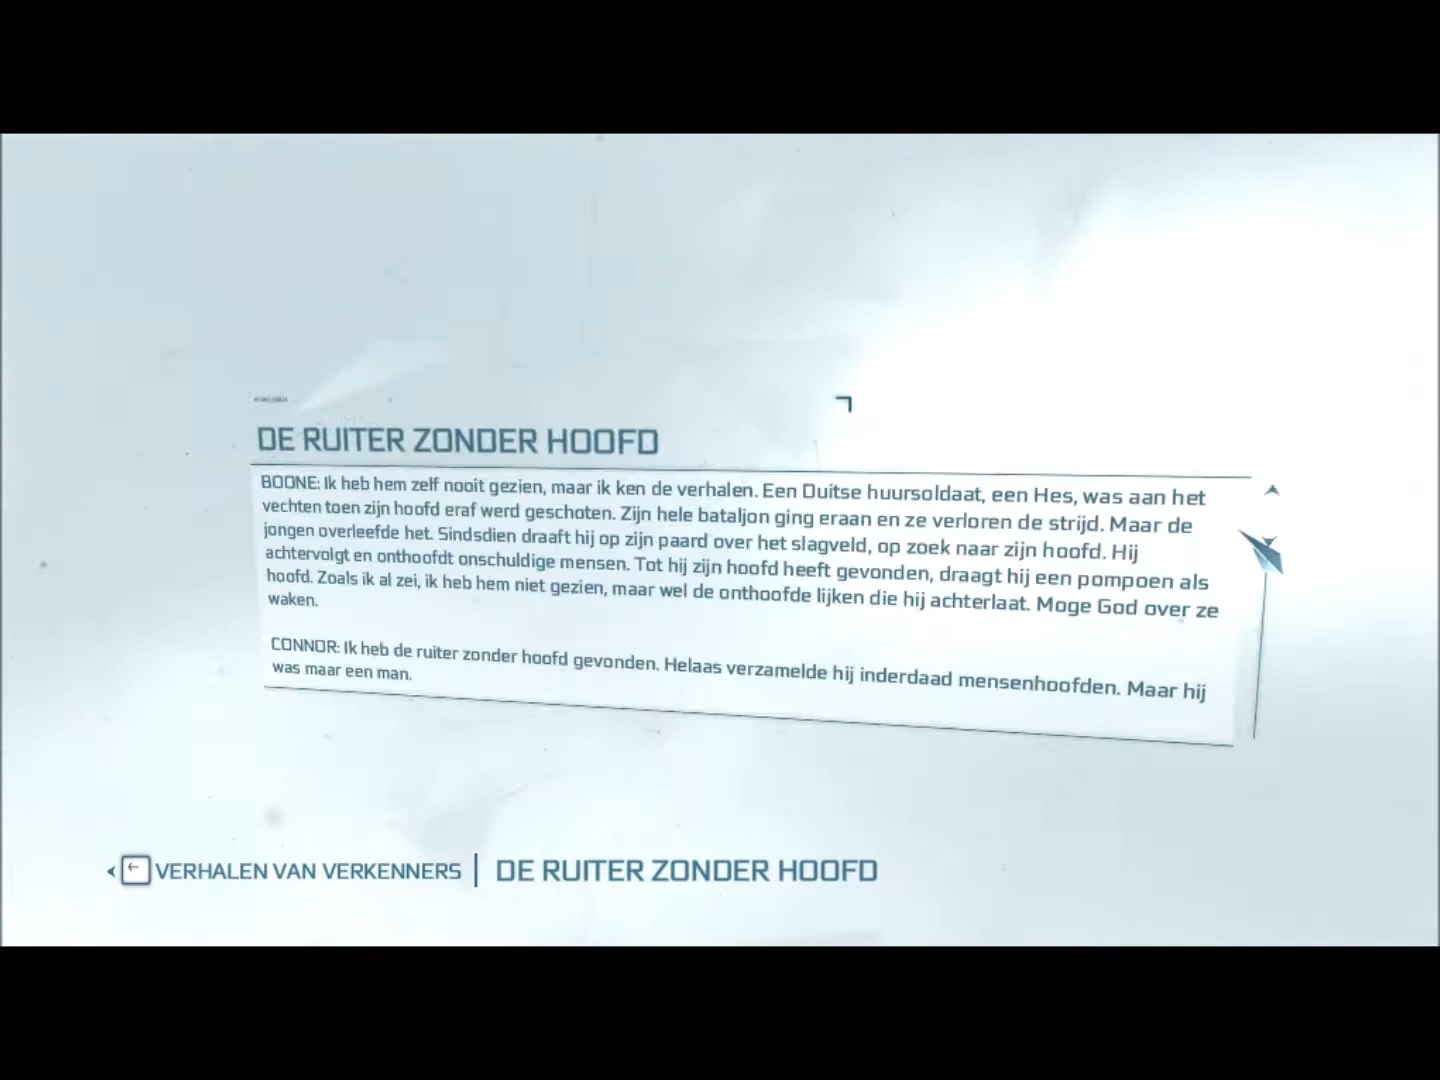 DE RUITER ZONDER HOOFD
BOONE: Ik heb hem zelf nooit gezien, maar ik ken de verhalen. Een Duitse huursoldaat, een Hes, was aan het
vechten toen zijn hoofd eraf werd geschoten. Zijn hele bataljon ging eraan en ze verloren de strijd. Maar de
jongen overleefde het. Sindsdien draaft hij op zijn paard over het slagveld, op zoek naar zijn hoofd. Hij
achtervolgt en onthoofdt onschuldige mensen. Tot hij zijn hoofd heeft gevonden, draagt hij een pompoen als
hoofd. Zoals ik al zei, ik heb hem niet gezien, maar wel de onthoofde lijken die hij achterlaat. Moge God over ze
waken.
CONNOR: Ik heb de ruiter zonder hoofd gevonden. Helaas verzamelde hij inderdaad mensenhoofden. Maar hij
was maar een man.
VERHALEN VAN VERKENNERS | DE RUITER ZONDER HOOFD